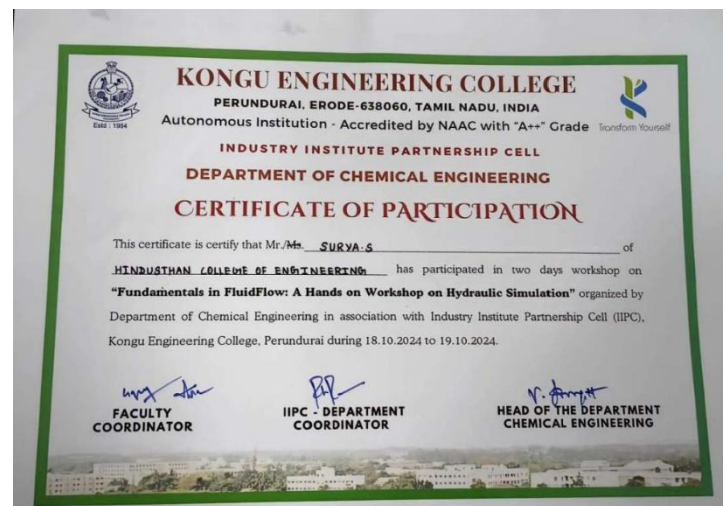 KONGU ENGINEERING COLLEGE
PERUNDURAI, ERODE-638060, TAMIL NADU, INDIA
Autonomous Institution - Accredited by NAAC with "A++" Grade
Estd : 1984
Transform Yourself
INDUSTRY INSTITUTE PARTNERSHIP CELL
DEPARTMENT OF CHEMICAL ENGINEERING
CERTIFICATE OF PARTICIPATION
This certificate is certify that Mr./Ms. SURYA.S of
HINDUSTHAN COLLEGE OF ENGINEERING has participated in two days workshop on
"Fundamentals in FluidFlow: A Hands on Workshop on Hydraulic Simulation" organized by
Department of Chemical Engineering in association with Industry Institute Partnership Cell (IIPC),
Kongu Engineering College, Perundurai during 18.10.2024 to 19.10.2024.
FACULTY
COORDINATOR
IIPC - DEPARTMENT
COORDINATOR
HEAD OF THE DEPARTMENT
CHEMICAL ENGINEERING